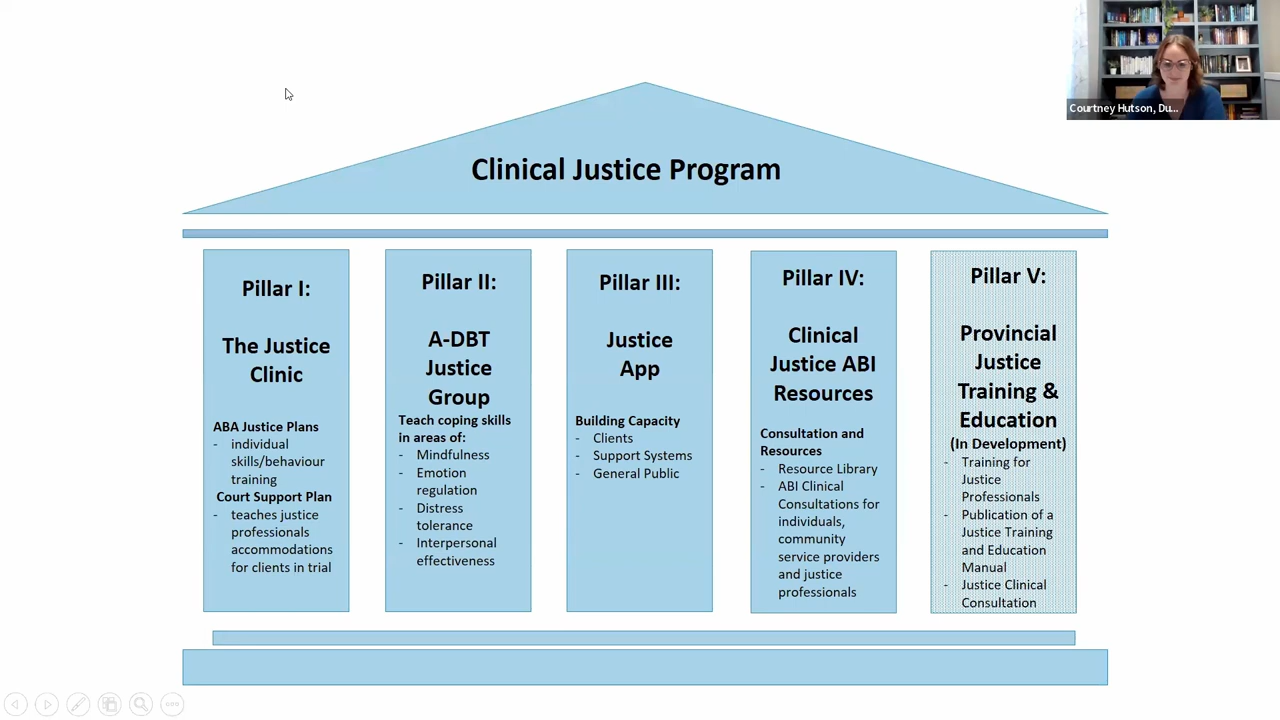 Courtney Hutson, Du...
Clinical Justice Program
Pillar I:
The Justice
Clinic
ABA Justice Plans
- individual
skills/behaviour
training
Court Support Plan
- teaches justice
professionals
accommodations
for clients in trial
Pillar II:
A-DBT
Justice
Group
Teach coping skills
in areas of:
- Mindfulness
- Emotion
regulation
- Distress
tolerance
- Interpersonal
effectiveness
Pillar III:
Justice
App
Building Capacity
- Clients
- Support Systems
- General Public
Pillar IV:
Clinical
Justice ABI
Resources
Consultation and
Resources
- Resource Library
- ABI Clinical
Consultations for
individuals,
community
service providers
and justice
professionals
Pillar V:
Provincial
Justice
Training &
Education
(In Development)
- Training for
Justice
Professionals
- Publication of a
Justice Training
and Education
Manual
- Justice Clinical
Consultation